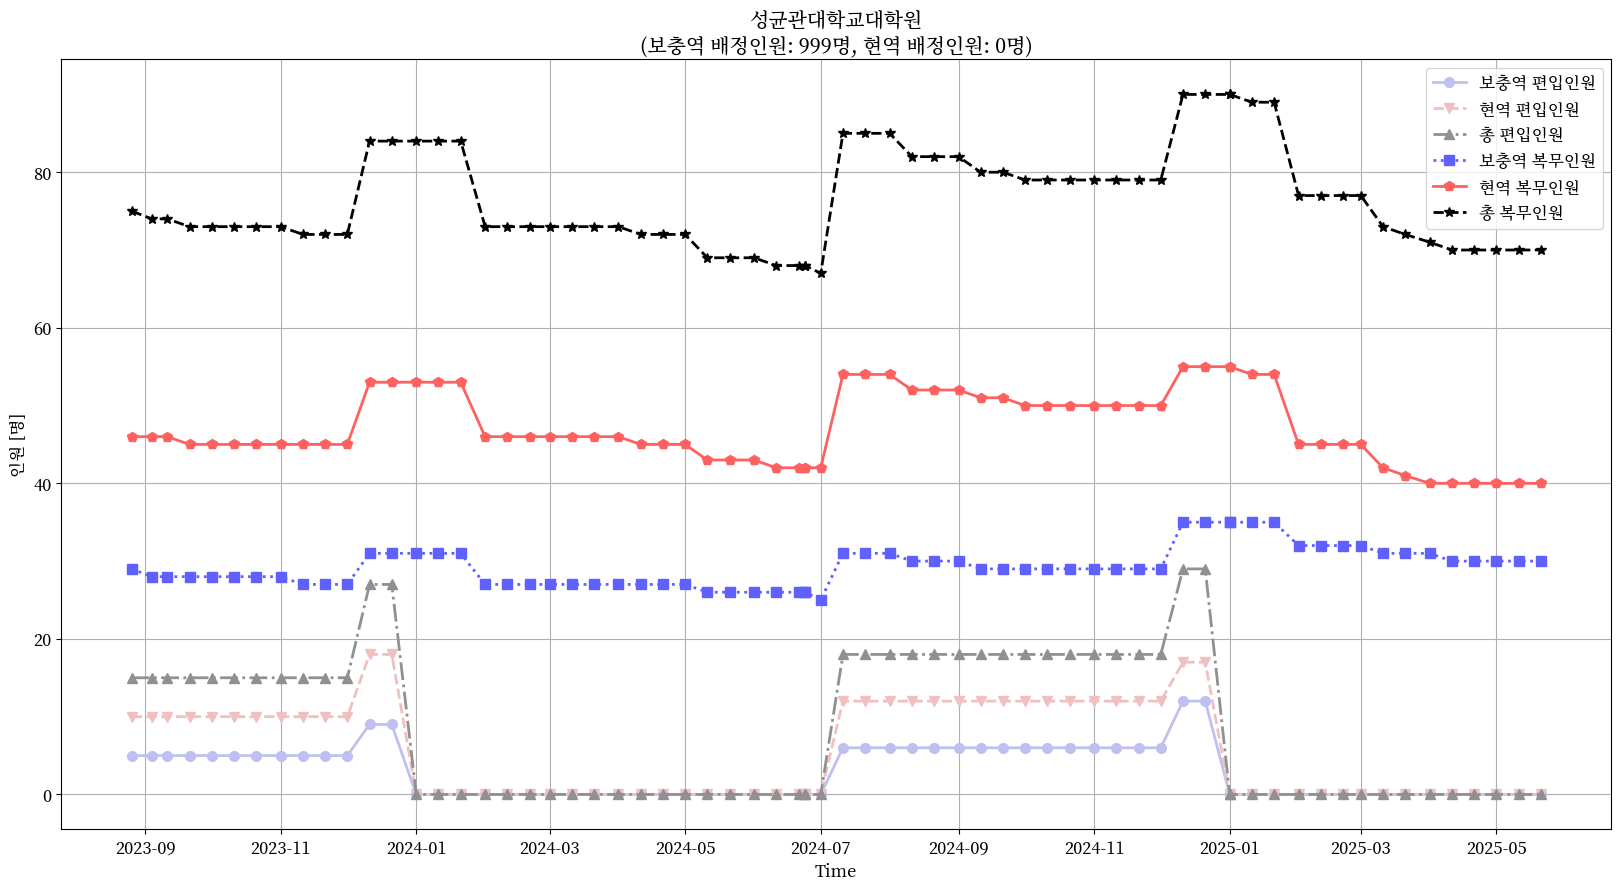 성균관대학교대학원
(보충역 배정인원: 999명, 현역 배정인원: 0명)
보충역 편입인원
현역 편입인원
총 편입인원
보충역 복무인원
현역 복무인원
총 복무인원
인원 [명]
80
60
40
20
0
2023-09
2023-11
2024-01
2024-03
2024-05
2024-07
2024-09
2024-11
2025-01
2025-03
2025-05
Time